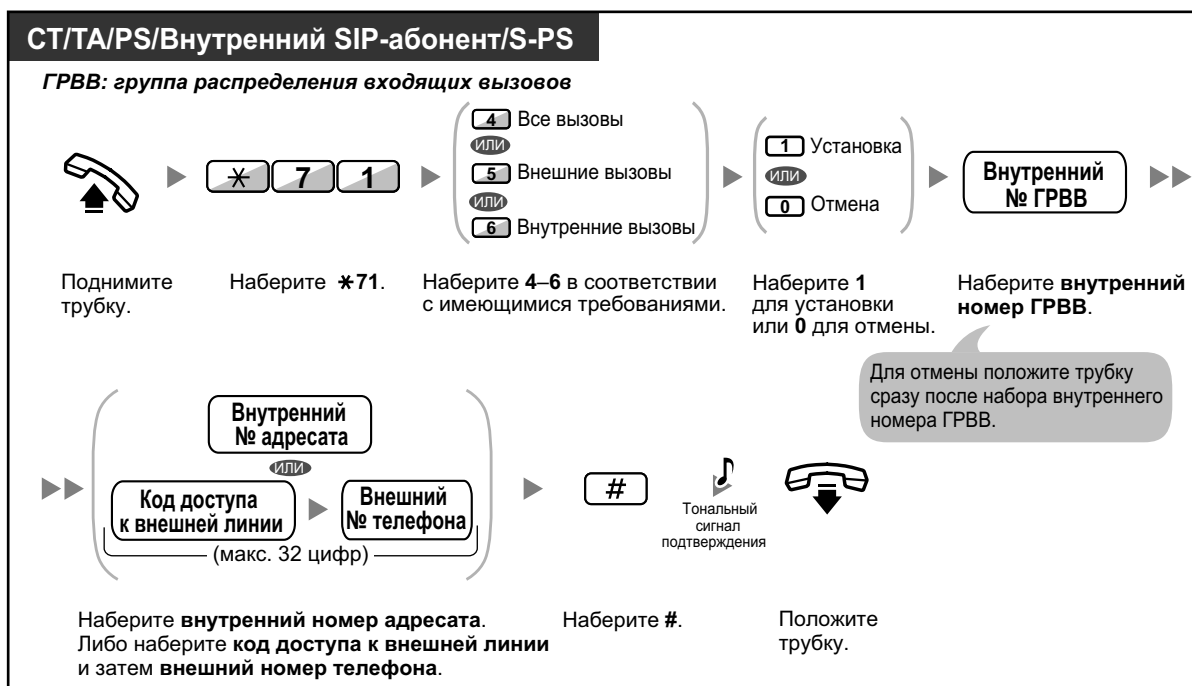 СТ/ТА/PS/Внутренний SIP-абонент/S-PS
ГРВВ: группа распределения входящих вызовов
4 Все вызовы
ИЛИ
5 Внешние вызовы
ИЛИ
6 Внутренние вызовы
1 Установка
ИЛИ
0 Отмена
✳ 7 1
Внутренний
№ ГРВВ
Поднимите
трубку.
Наберите ✳71.
Наберите 4–6 в соответствии
с имеющимися требованиями.
Наберите 1
для установки
или 0 для отмены.
Наберите внутренний
номер ГРВВ.
Для отмены положите трубку
сразу после набора внутреннего
номера ГРВВ.
Внутренний
№ адресата
ИЛИ
Код доступа
к внешней линии
Внешний
№ телефона
(макс. 32 цифр)
#
Тональный
сигнал
подтверждения
Наберите внутренний номер адресата.
Либо наберите код доступа к внешней линии
и затем внешний номер телефона.
Наберите #.
Положите
трубку.